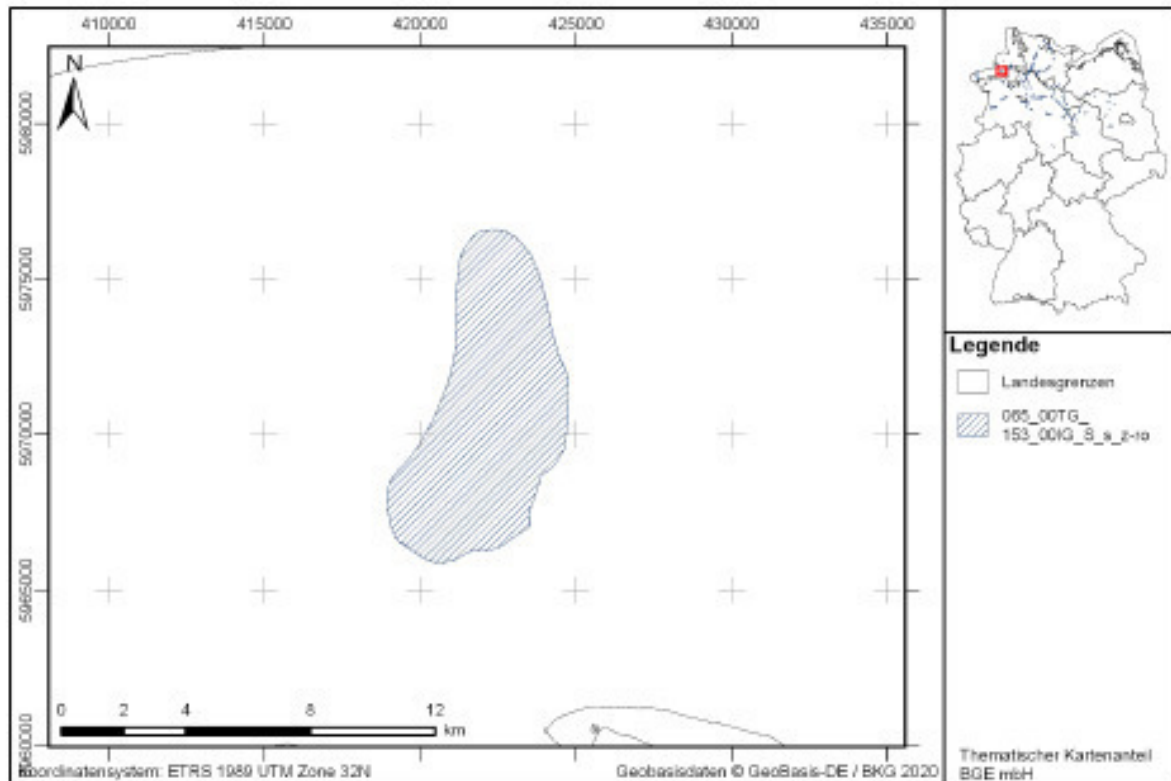 410000 415000 420000 425000 430000 435000
N
5980000
5975000
5970000
5965000
5960000
0 2 4 8 12
km
Koordinatensystem: ETRS 1989 UTM Zone 32N
Geobasisdaten © GeoBasis-DE / BKG 2020
Legende
Landesgrenzen
065_00TG_
153_00IG_S_s_z-ro
Thematischer Kartenanteil
BGE mbH